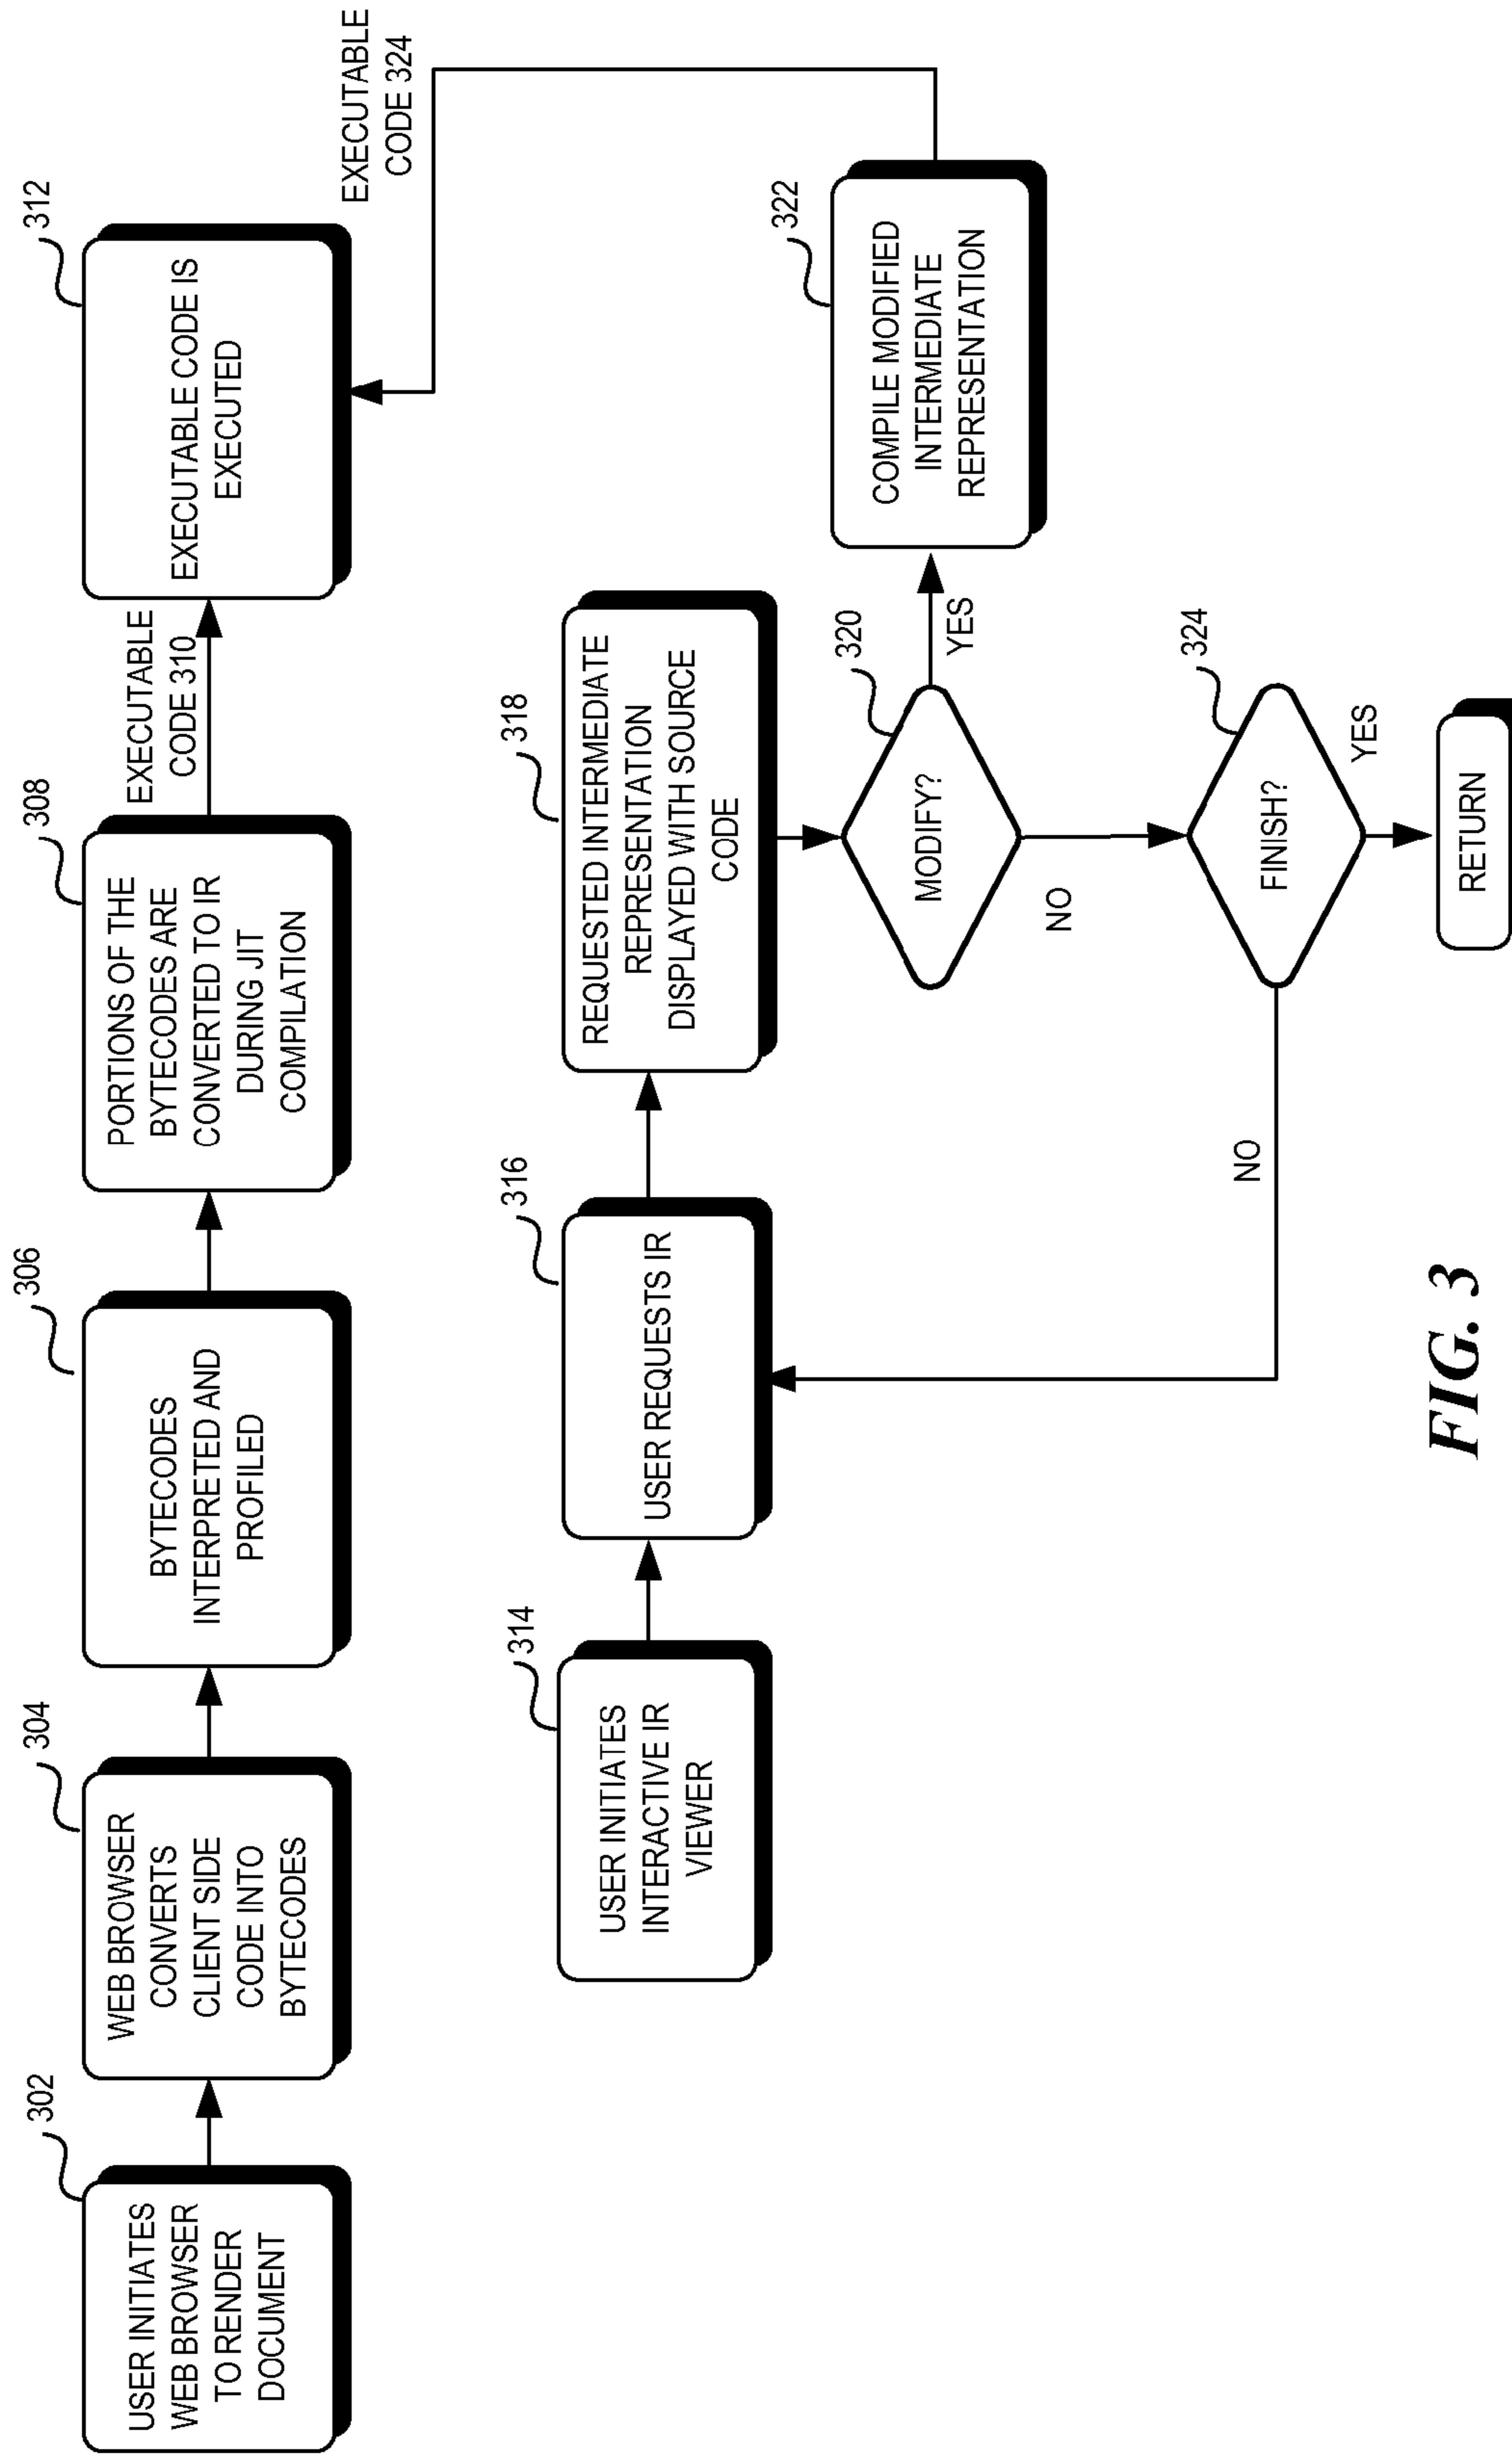 302
USER INITIATES
WEB BROWSER
TO RENDER
DOCUMENT
304
WEB BROWSER
CONVERTS
CLIENT SIDE
CODE INTO
BYTECODES
306
BYTECODES
INTERPRETED AND
PROFILED
308
PORTIONS OF THE
BYTECODES ARE
CONVERTED TO IR
DURING JIT
COMPILATION
EXECUTABLE
CODE 310
312
EXECUTABLE CODE IS
EXECUTED
EXECUTABLE
CODE 324
314
USER INITIATES
INTERACTIVE IR
VIEWER
316
USER REQUESTS IR
318
REQUESTED INTERMEDIATE
REPRESENTATION
DISPLAYED WITH SOURCE
CODE
320
MODIFY?
YES
322
COMPILE MODIFIED
INTERMEDIATE
REPRESENTATION
NO
324
FINISH?
NO
YES
RETURN
FIG. 3